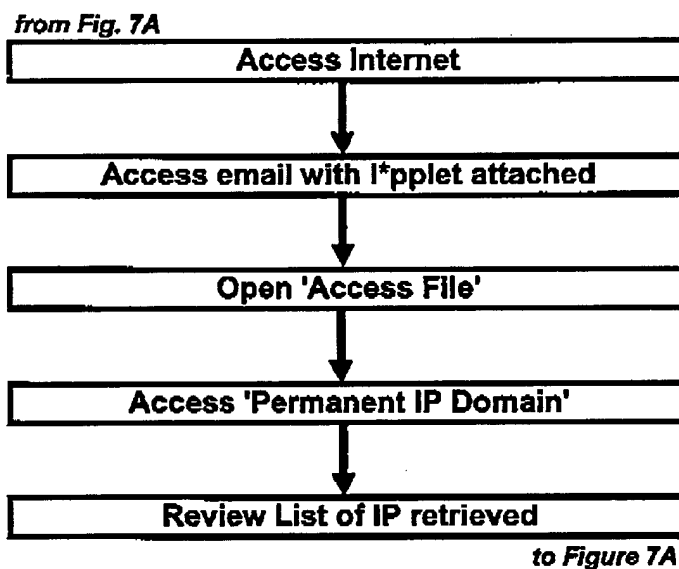 from Fig. 7A
Access Internet
Access email with I*pplet attached
Open 'Access File'
Access 'Permanent IP Domain'
Review List of IP retrieved
to Figure 7A